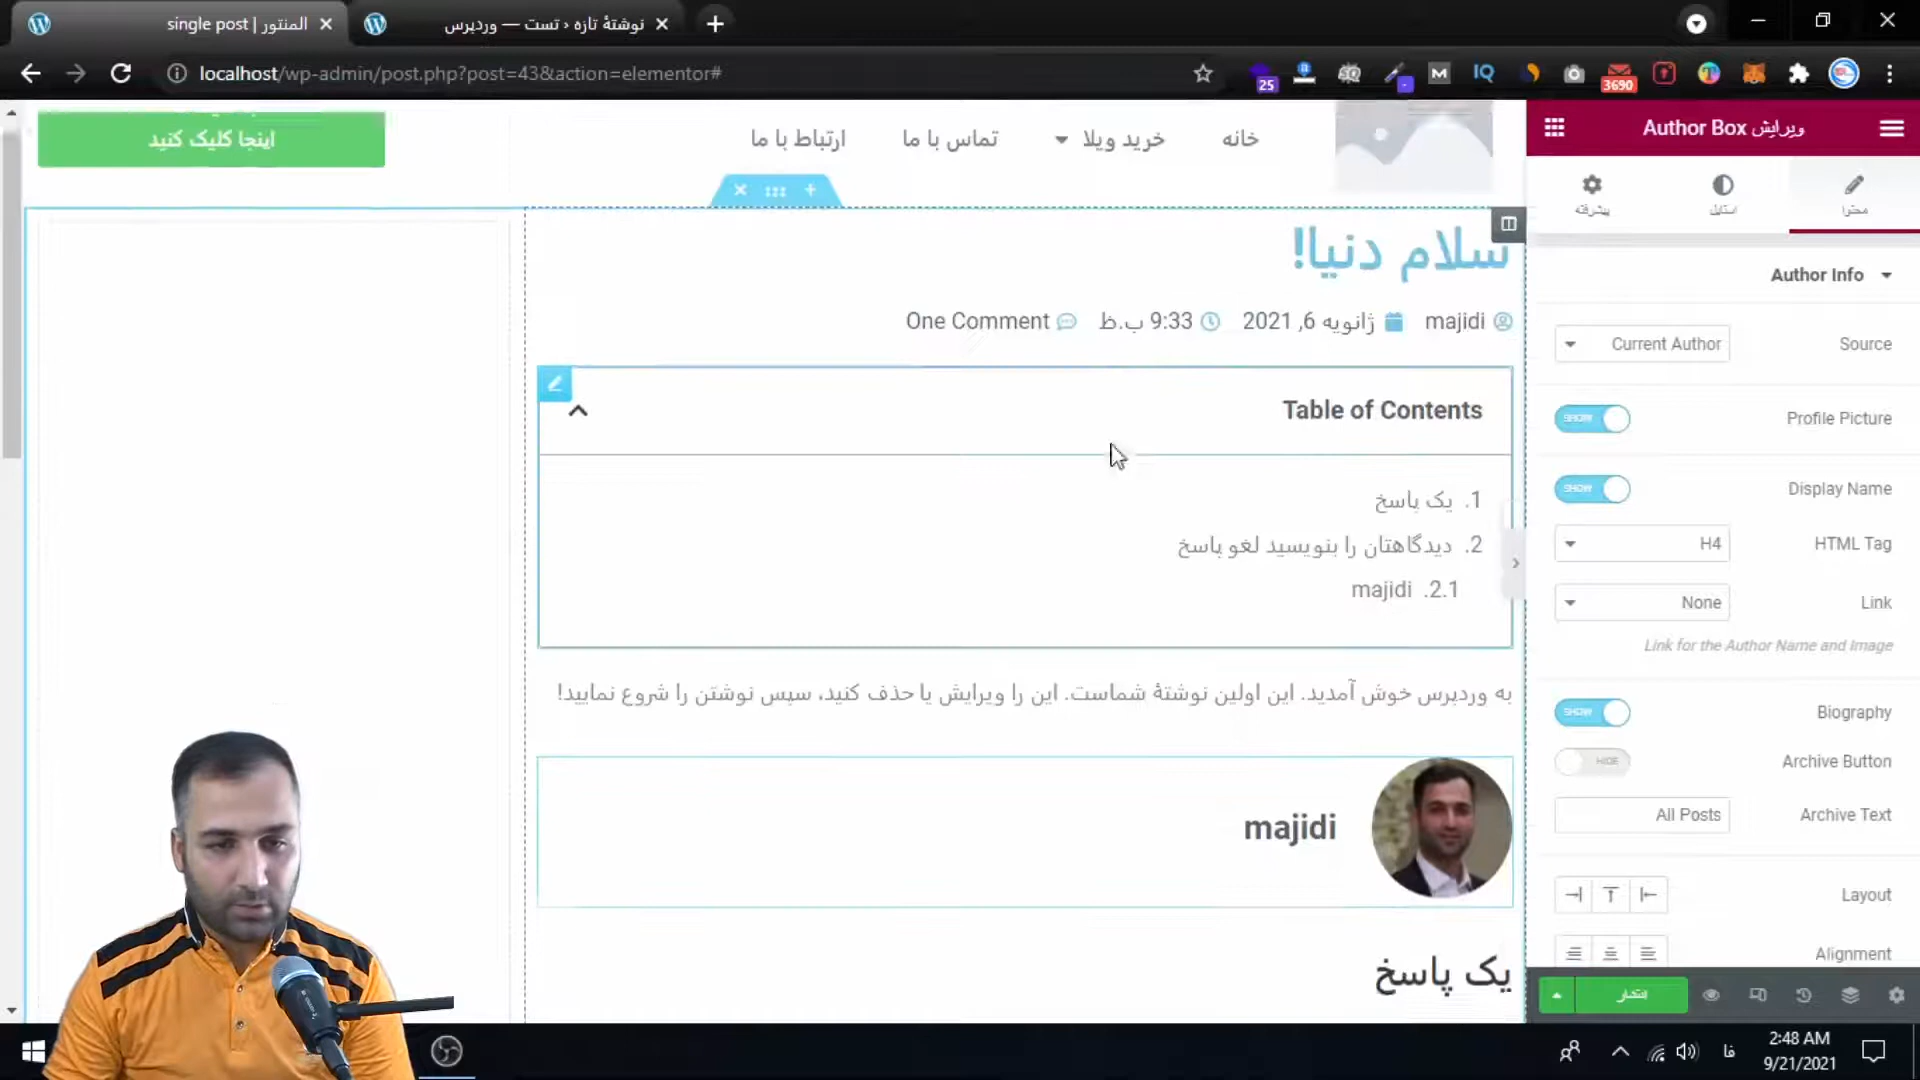 single post | المنتور
نوشتهٔ تازه ‹ تست — وردپرس
localhost/wp-admin/post.php?post=43&action=elementor#
25
3690
اینجا کلیک کنید
خانه
خرید ویلا
تماس با ما
ارتباط با ما
سلام دنیا!
majidi
ژانویه 6, 2021
9:33 ب.ظ
One Comment
Table of Contents
1. یک پاسخ
2. دیدگاهتان را بنویسید لغو پاسخ
2.1. majidi
به وردپرس خوش آمدید. این اولین نوشتهٔ شماست. این را ویرایش یا حذف کنید، سپس نوشتن را شروع نمایید!
majidi
یک پاسخ
ویرایش Author Box
محتوا
استایل
پیشرفته
Author Info
Source
Current Author
Profile Picture
SHOW
Display Name
SHOW
HTML Tag
H4
Link
None
Link for the Author Name and Image
Biography
SHOW
Archive Button
HIDE
Archive Text
All Posts
Layout
Alignment
انتشار
فا
2:48 AM
9/21/2021